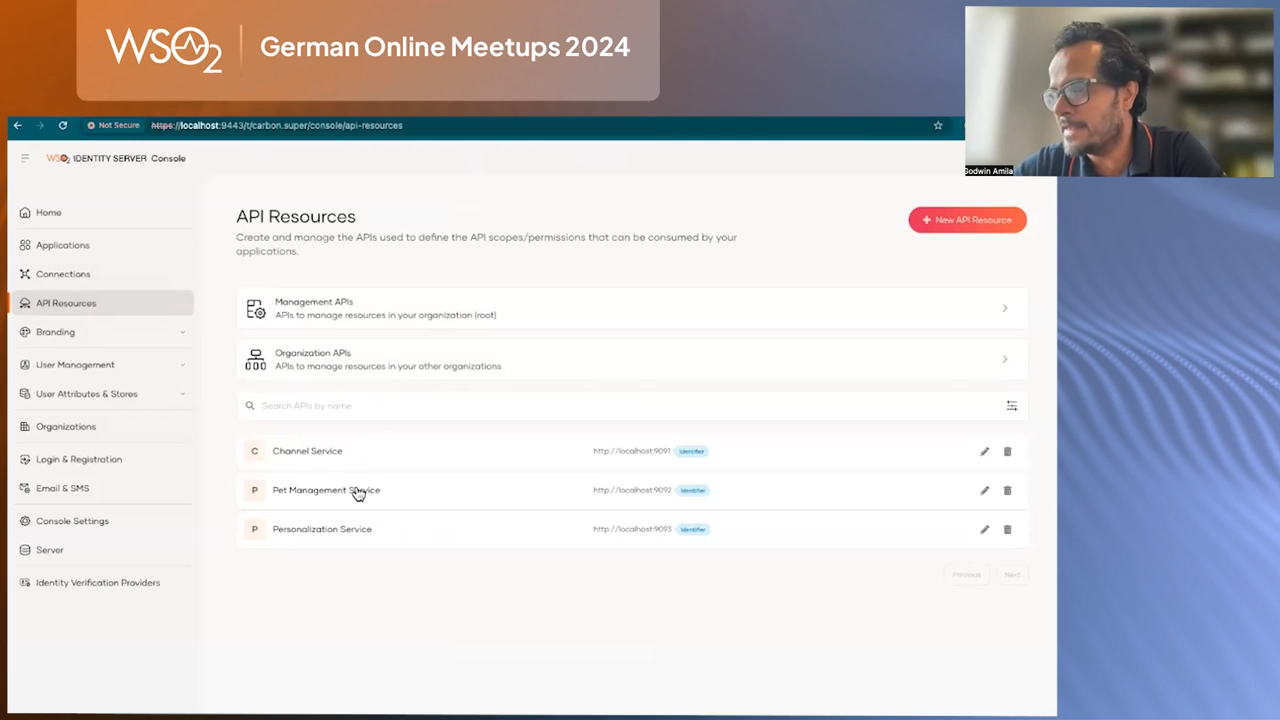 WSO2
German Online Meetups 2024
Not Secure
https://localhost:9443/t/carbon.super/console/api-resources
Godwin Amila
WSO2 IDENTITY SERVER Console
Home
Applications
Connections
API Resources
Branding
User Management
User Attributes & Stores
Organizations
Login & Registration
Email & SMS
Console Settings
Server
Identity Verification Providers
API Resources
Create and manage the APIs used to define the API scopes/permissions that can be consumed by your
applications.
+ New API Resource
Management APIs
APIs to manage resources in your organization (root)
Organization APIs
APIs to manage resources in your other organizations
Search APIs by name
C Channel Service http://localhost:9091 Identifier
P Pet Management Service http://localhost:9092 Identifier
P Personalization Service http://localhost:9093 Identifier
Previous Next